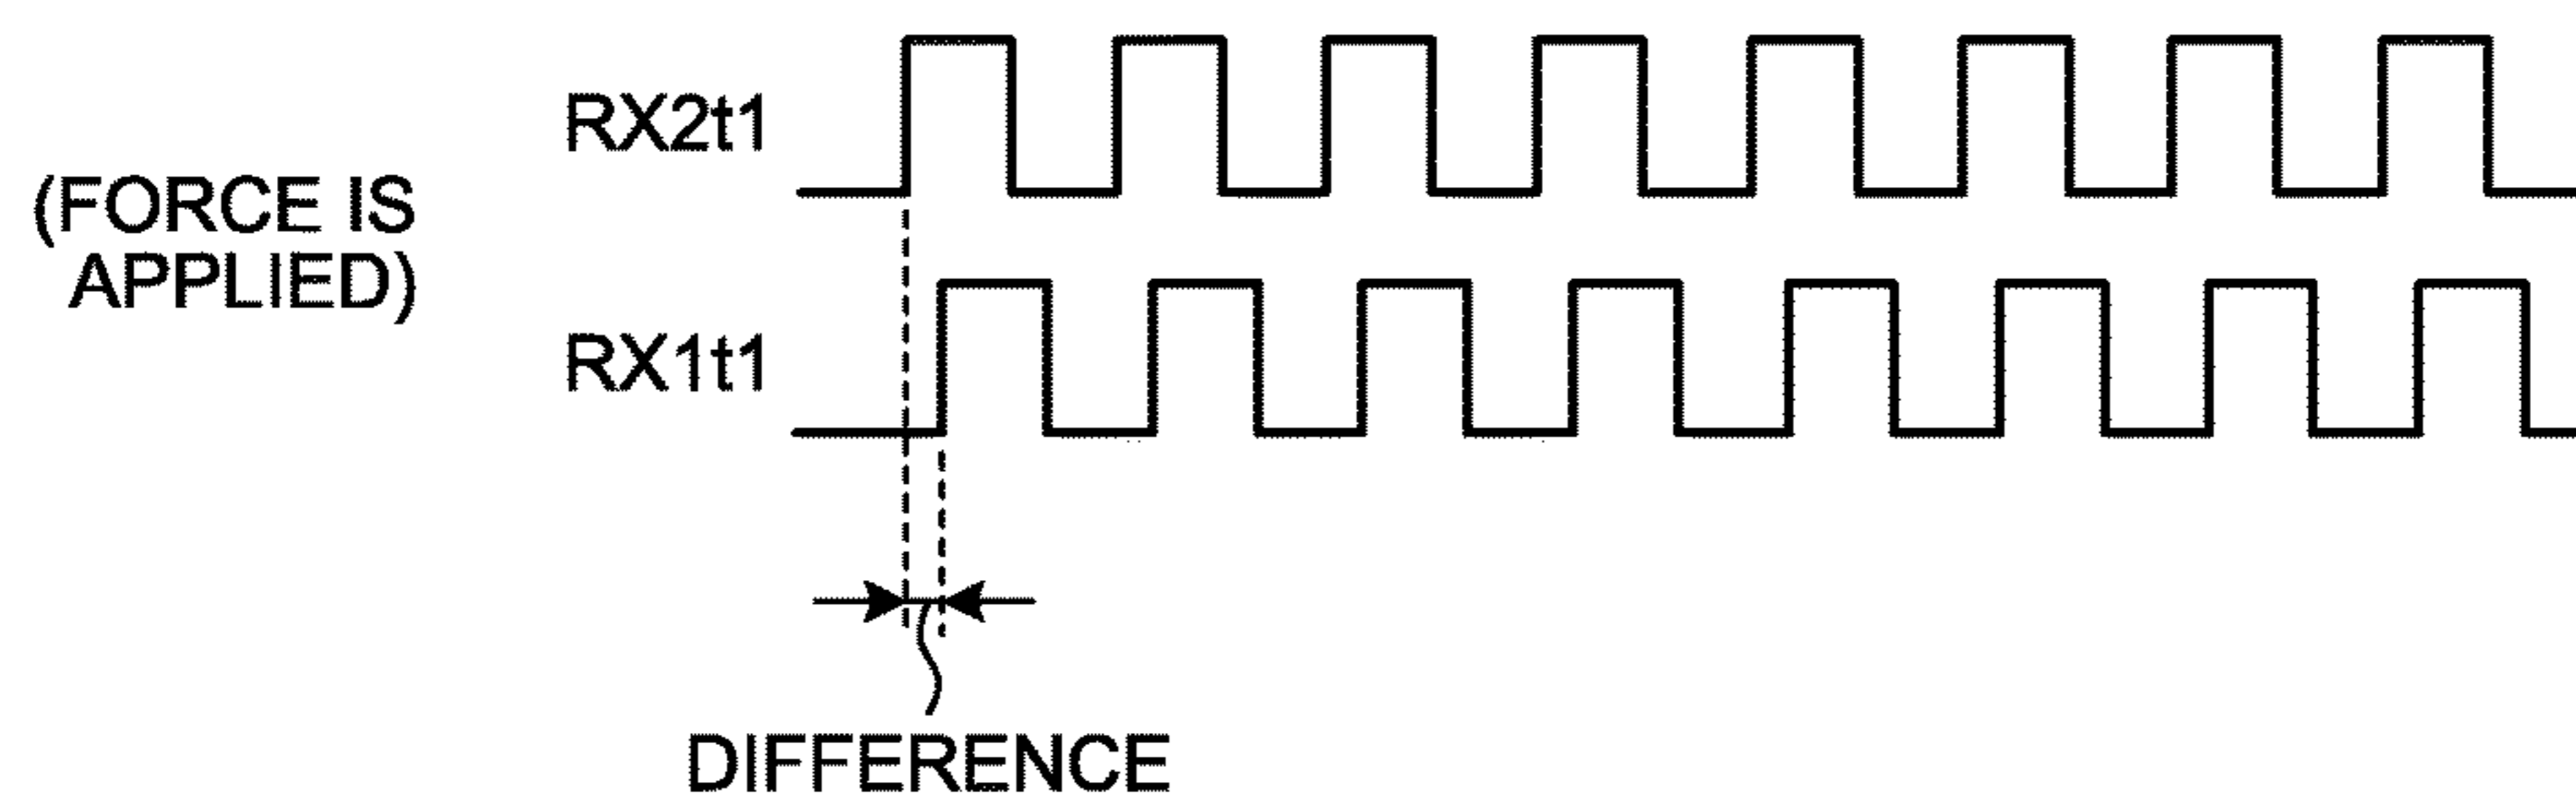 RX2t1
(FORCE IS
APPLIED)
RX1t1
DIFFERENCE